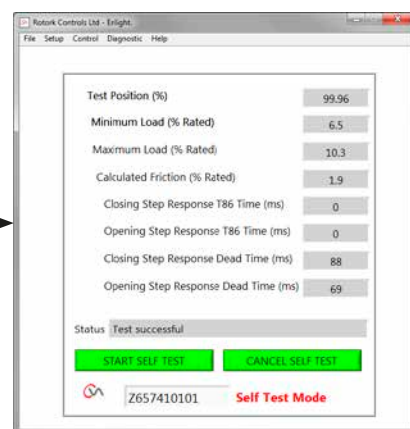 Rotork Controls Ltd - Enlight.
File Setup Control Diagnostic Help
Test Position (%) 99.96
Minimum Load (% Rated) 6.5
Maximum Load (% Rated) 10.3
Calculated Friction (% Rated) 1.9
Closing Step Response T86 Time (ms) 0
Opening Step Response T86 Time (ms) 0
Closing Step Response Dead Time (ms) 88
Opening Step Response Dead Time (ms) 69
Status Test successful
START SELF TEST CANCEL SELF TEST
Z657410101 Self Test Mode